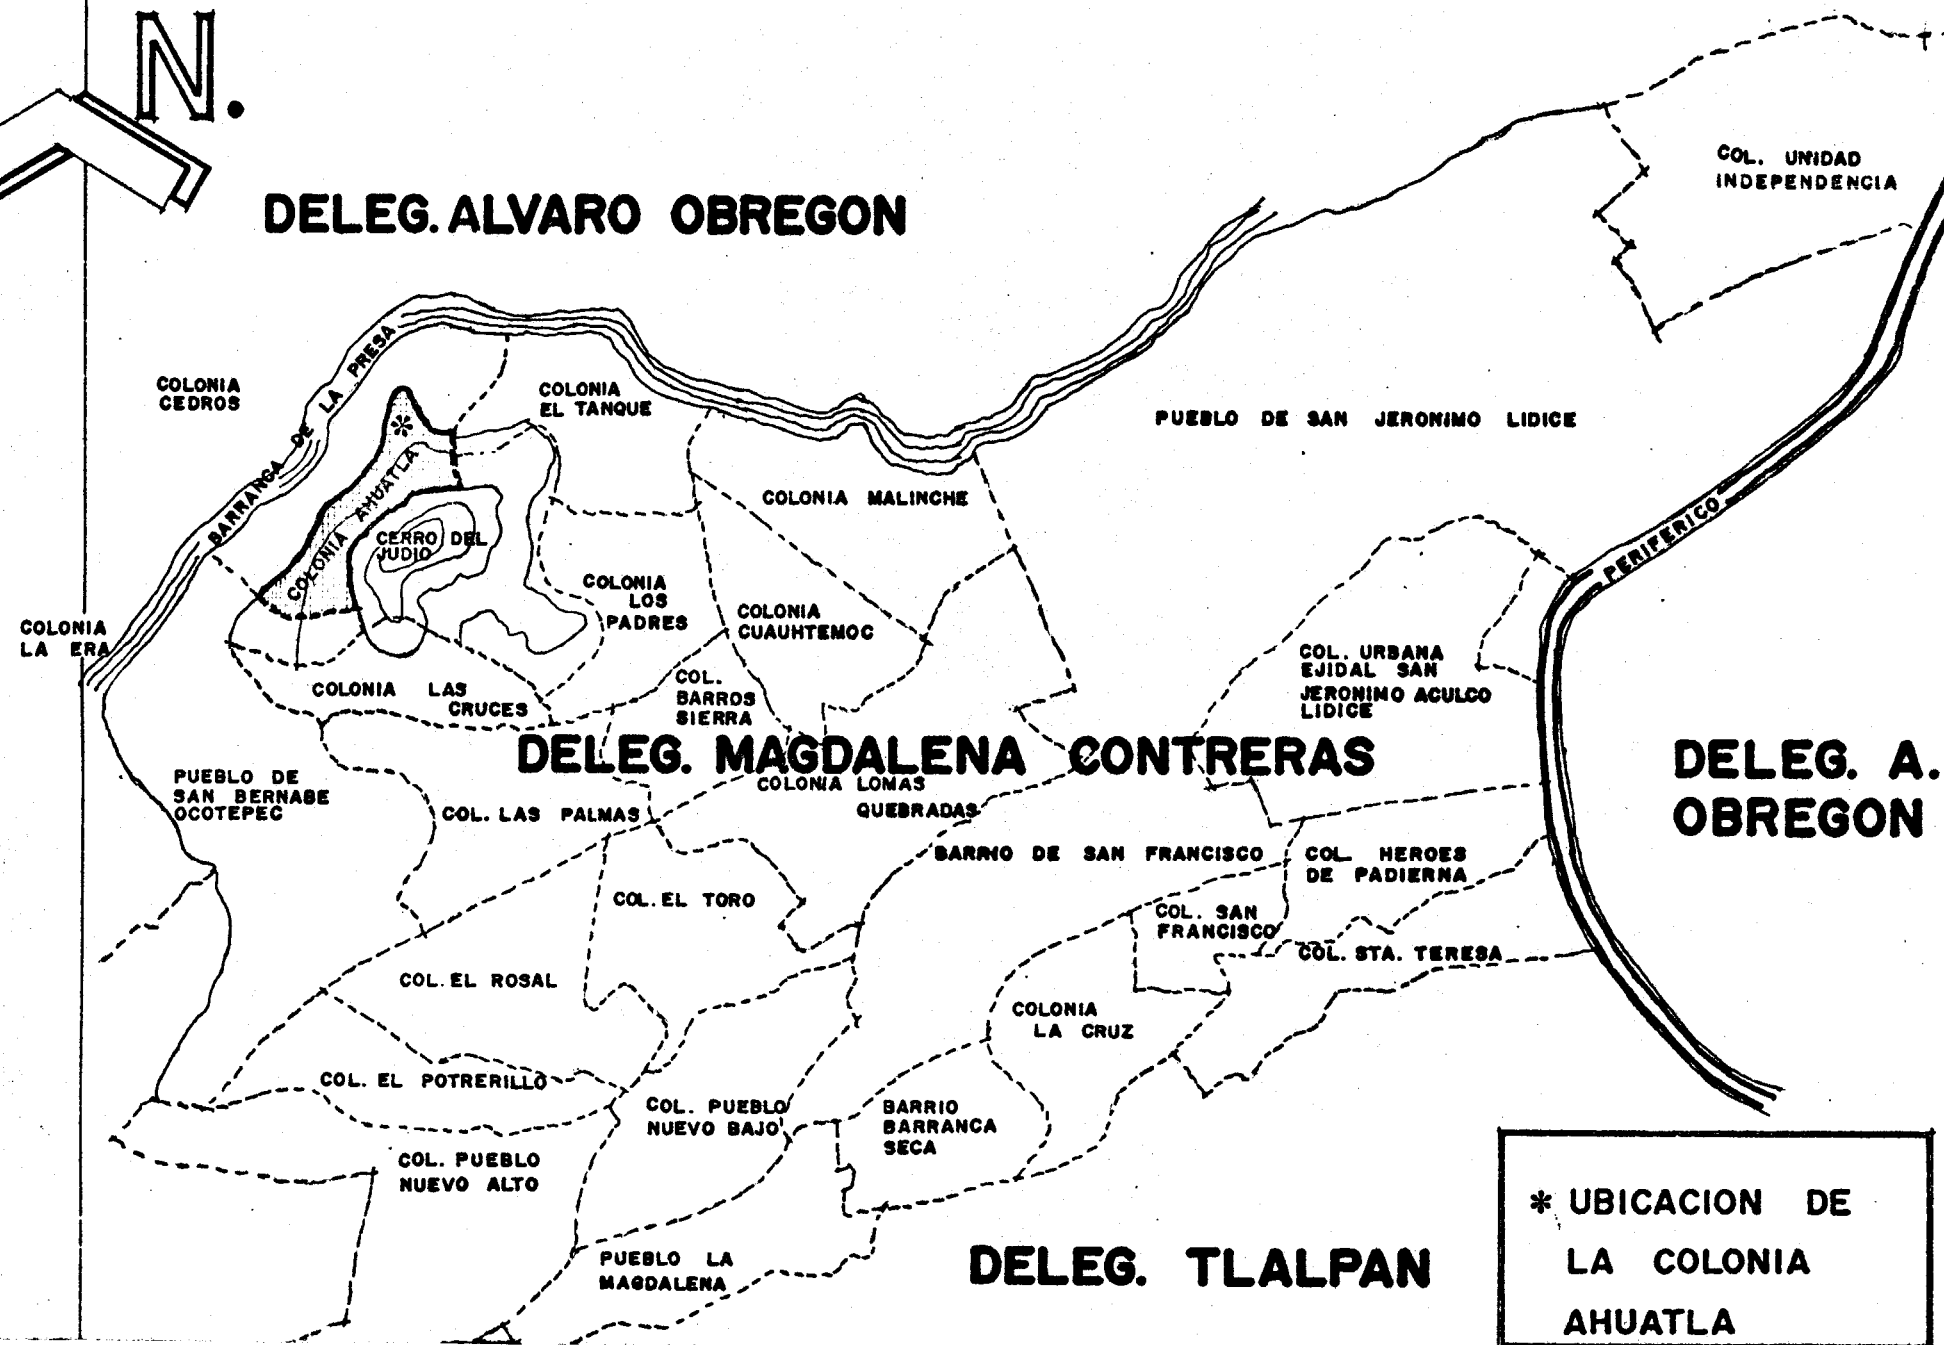 N.
DELEG. ALVARO OBREGON
COL. UNIDAD
INDEPENDENCIA
BARRANCA DE LA PRESA
COLONIA
CEDROS
COLONIA
EL TANQUE
PUEBLO DE SAN JERONIMO LIDICE
*
COLONIA AHUATLA
COLONIA MALINCHE
CERRO DEL
JUDIO
PERIFERICO
COLONIA
LOS
PADRES
COLONIA
CUAUHTEMOC
COLONIA
LA ERA
COL. URBANA
EJIDAL SAN
JERONIMO ACULCO
LIDICE
COLONIA LAS
CRUCES
COL.
BARROS
SIERRA
DELEG. MAGDALENA CONTRERAS
DELEG. A.
OBREGON
PUEBLO DE
SAN BERNABE
OCOTEPEC
COL. LAS PALMAS
COLONIA LOMAS
QUEBRADAS
BARRIO DE SAN FRANCISCO
COL. HEROES
DE PADIERNA
COL. EL TORO
COL. SAN
FRANCISCO
COL. STA. TERESA
COL. EL ROSAL
COLONIA
LA CRUZ
COL. EL POTRERILLO
COL. PUEBLO
NUEVO BAJO
BARRIO
BARRANCA
SECA
COL. PUEBLO
NUEVO ALTO
PUEBLO LA
MAGDALENA
DELEG. TLALPAN
* UBICACION DE
LA COLONIA
AHUATLA